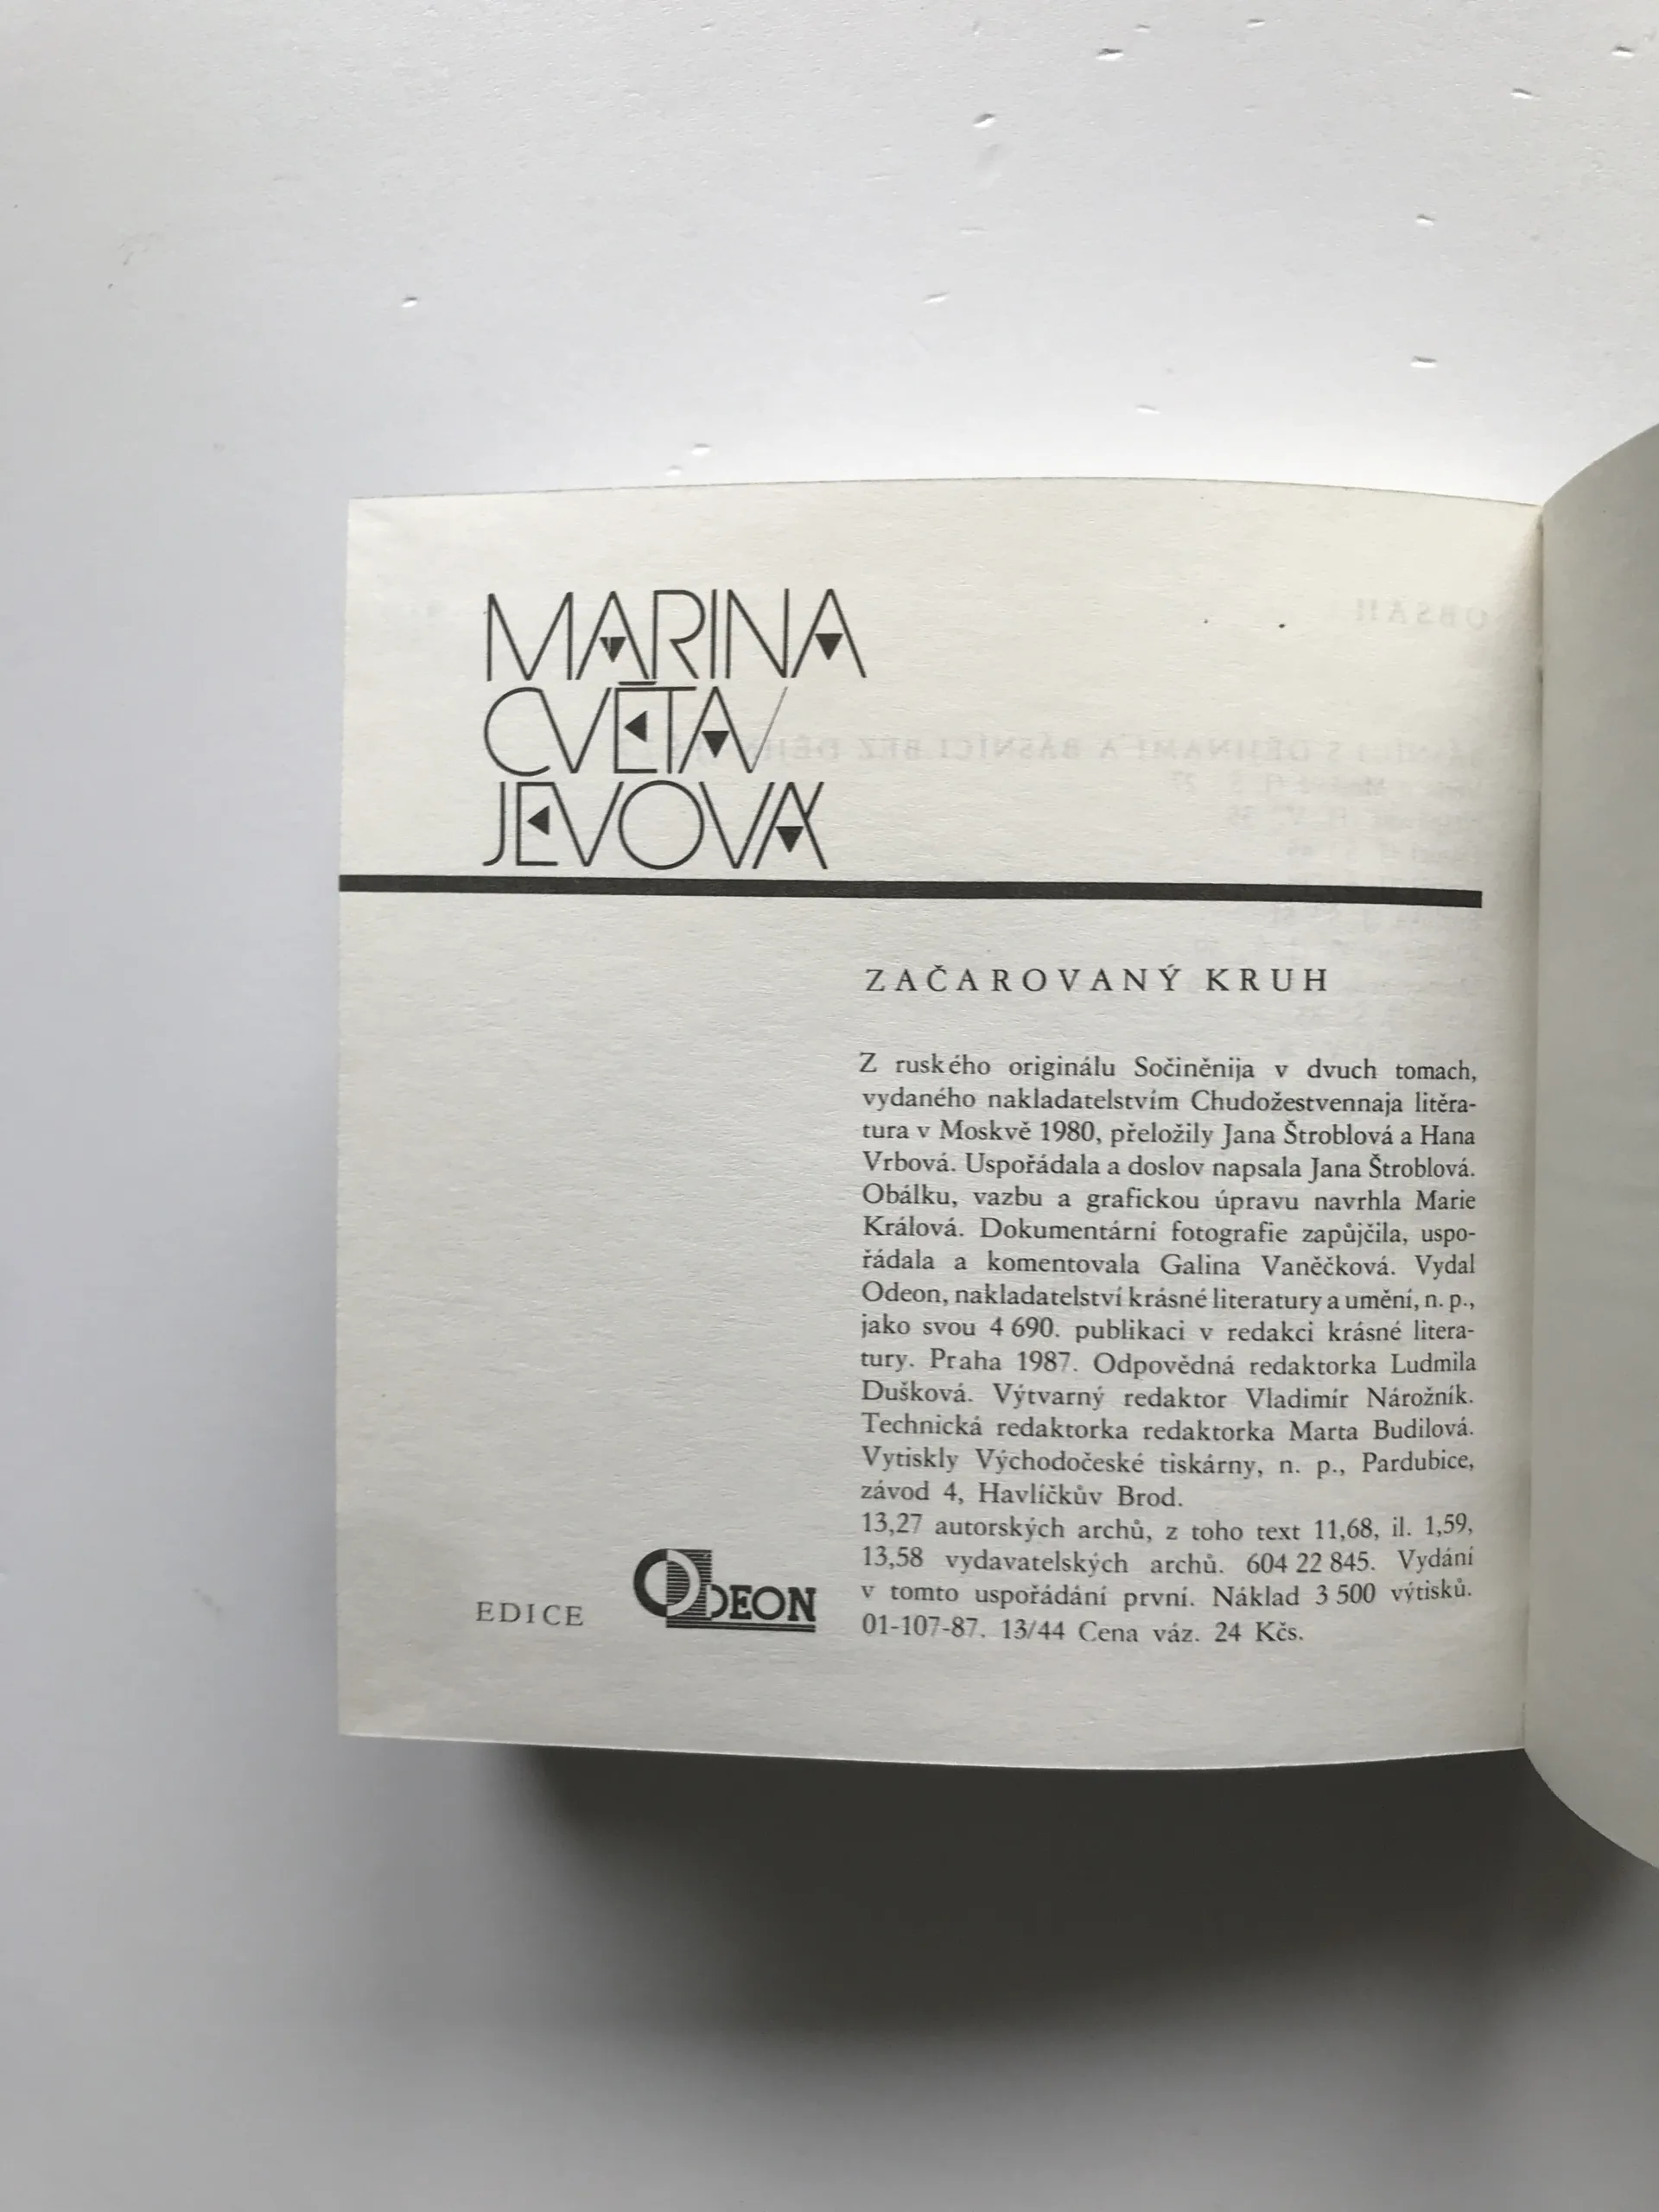 MARINA
CVĚTA/
JEVOVÁ
ZAČAROVANÝ KRUH
Z ruského originálu Sočiněnija v dvuch tomach,
vydaného nakladatelstvím Chudožestvennaja litěra-
tura v Moskvě 1980, přeložily Jana Štroblová a Hana
Vrbová. Uspořádala a doslov napsala Jana Štroblová.
Obálku, vazbu a grafickou úpravu navrhla Marie
Králová. Dokumentární fotografie zapůjčila, uspo-
řádala a komentovala Galina Vaněčková. Vydal
Odeon, nakladatelství krásné literatury a umění, n. p.,
jako svou 4 690. publikaci v redakci krásné litera-
tury. Praha 1987. Odpovědná redaktorka Ludmila
Dušková. Výtvarný redaktor Vladimír Nárožník.
Technická redaktorka redaktorka Marta Budilová.
Vytiskly Východočeské tiskárny, n. p., Pardubice,
závod 4, Havlíčkův Brod.
13,27 autorských archů, z toho text 11,68, il. 1,59,
13,58 vydavatelských archů. 604 22 845. Vydání
v tomto uspořádání první. Náklad 3 500 výtisků.
01-107-87. 13/44 Cena váz. 24 Kčs.
EDICE ODEON